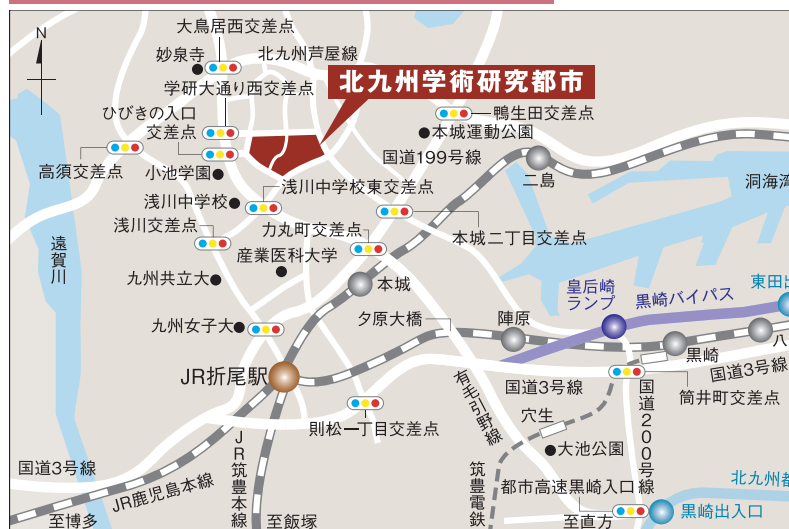 大鳥居西交差点
N
妙泉寺
北九州芦屋線
北九州学術研究都市
学研大通り西交差点
ひびきの入口
交差点
鴨生田交差点
本城運動公園
高須交差点
小池学園
国道199号線
二島
洞海湾
浅川中学校東交差点
浅川中学校
浅川交差点
力丸町交差点
本城二丁目交差点
遠賀川
産業医科大学
九州共立大
本城
皇后崎
ランプ
黒崎バイパス
東田出
九州女子大
夕原大橋
陣原
黒崎
八
JR折尾駅
国道3号線
国道3号線
筒井町交差点
有毛引野線
穴生
国道200号線
則松一丁目交差点
大池公園
国道3号線
JR鹿児島本線
JR筑豊本線
筑豊電鉄
都市高速黒崎入口
北九州都
黒崎出入口
至博多
至飯塚
至直方